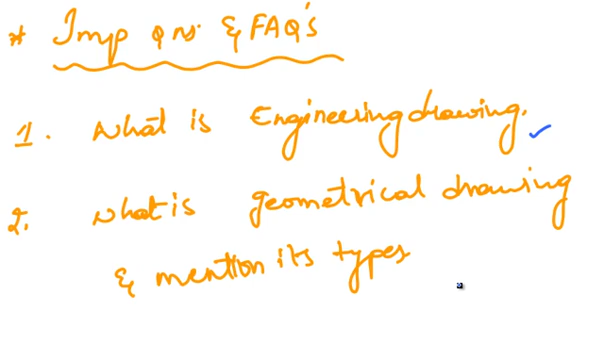 * Imp Qns & FAQ's
1. What is Engineering drawing.
2. What is geometrical drawing
& mention its types